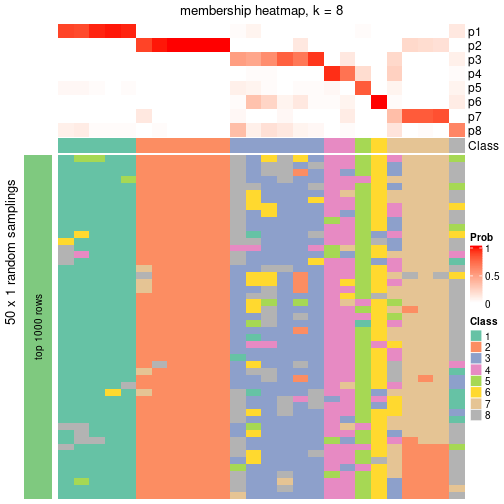 membership heatmap, k = 8
p1
p2
p3
p4
p5
p6
p7
p8
Class
50 x 1 random samplings
top 1000 rows
Prob
1
0.5
0
Class
1
2
3
4
5
6
7
8